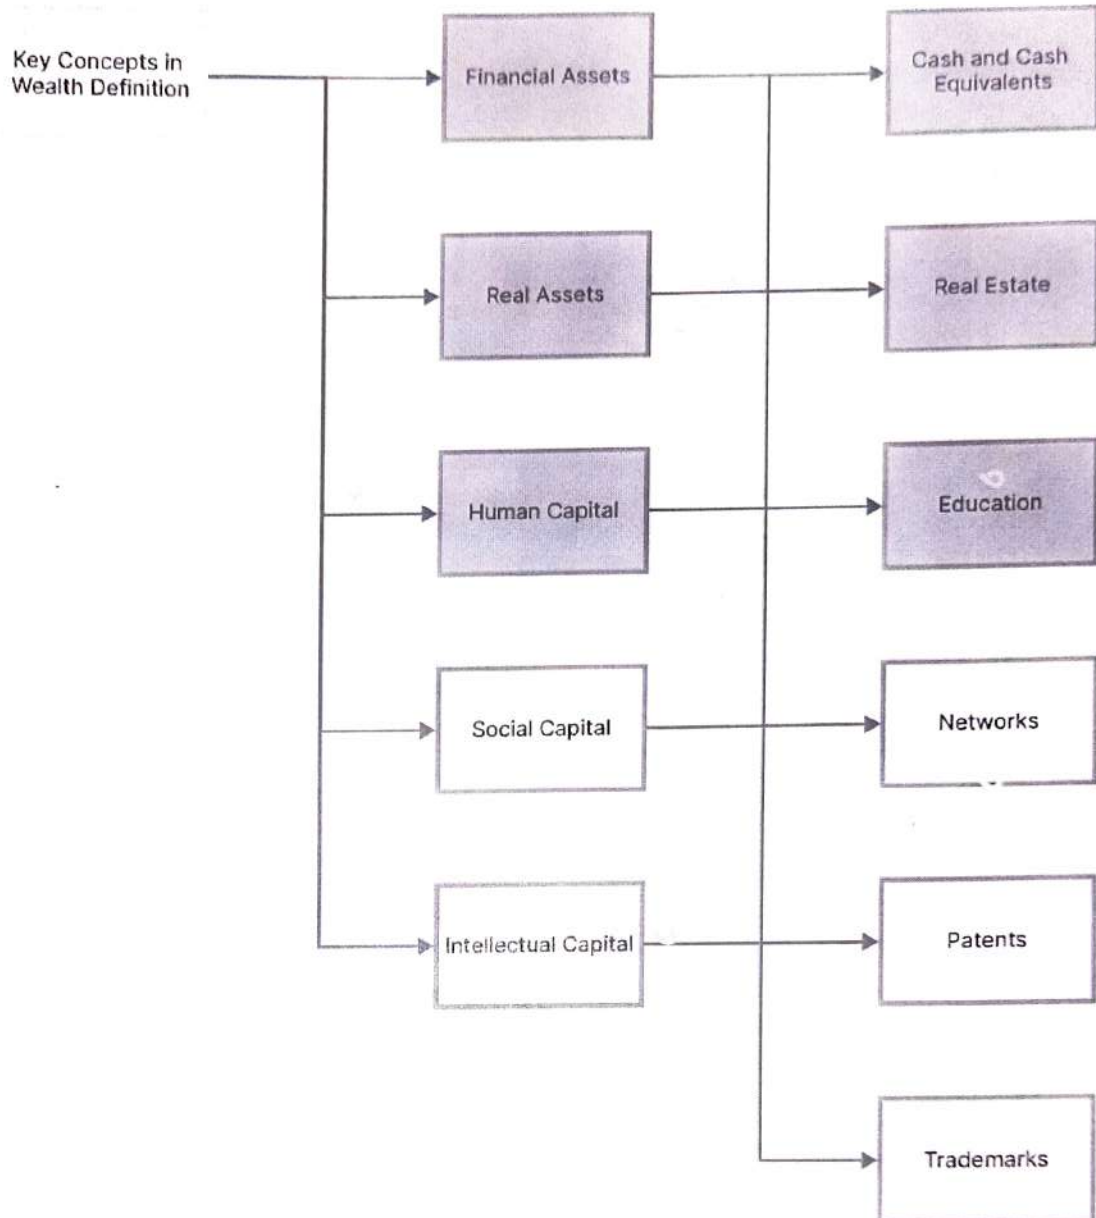 Key Concepts in
Wealth Definition
Financial Assets
Cash and Cash
Equivalents
Real Assets
Real Estate
Human Capital
Education
Social Capital
Networks
Intellectual Capital
Patents
Trademarks